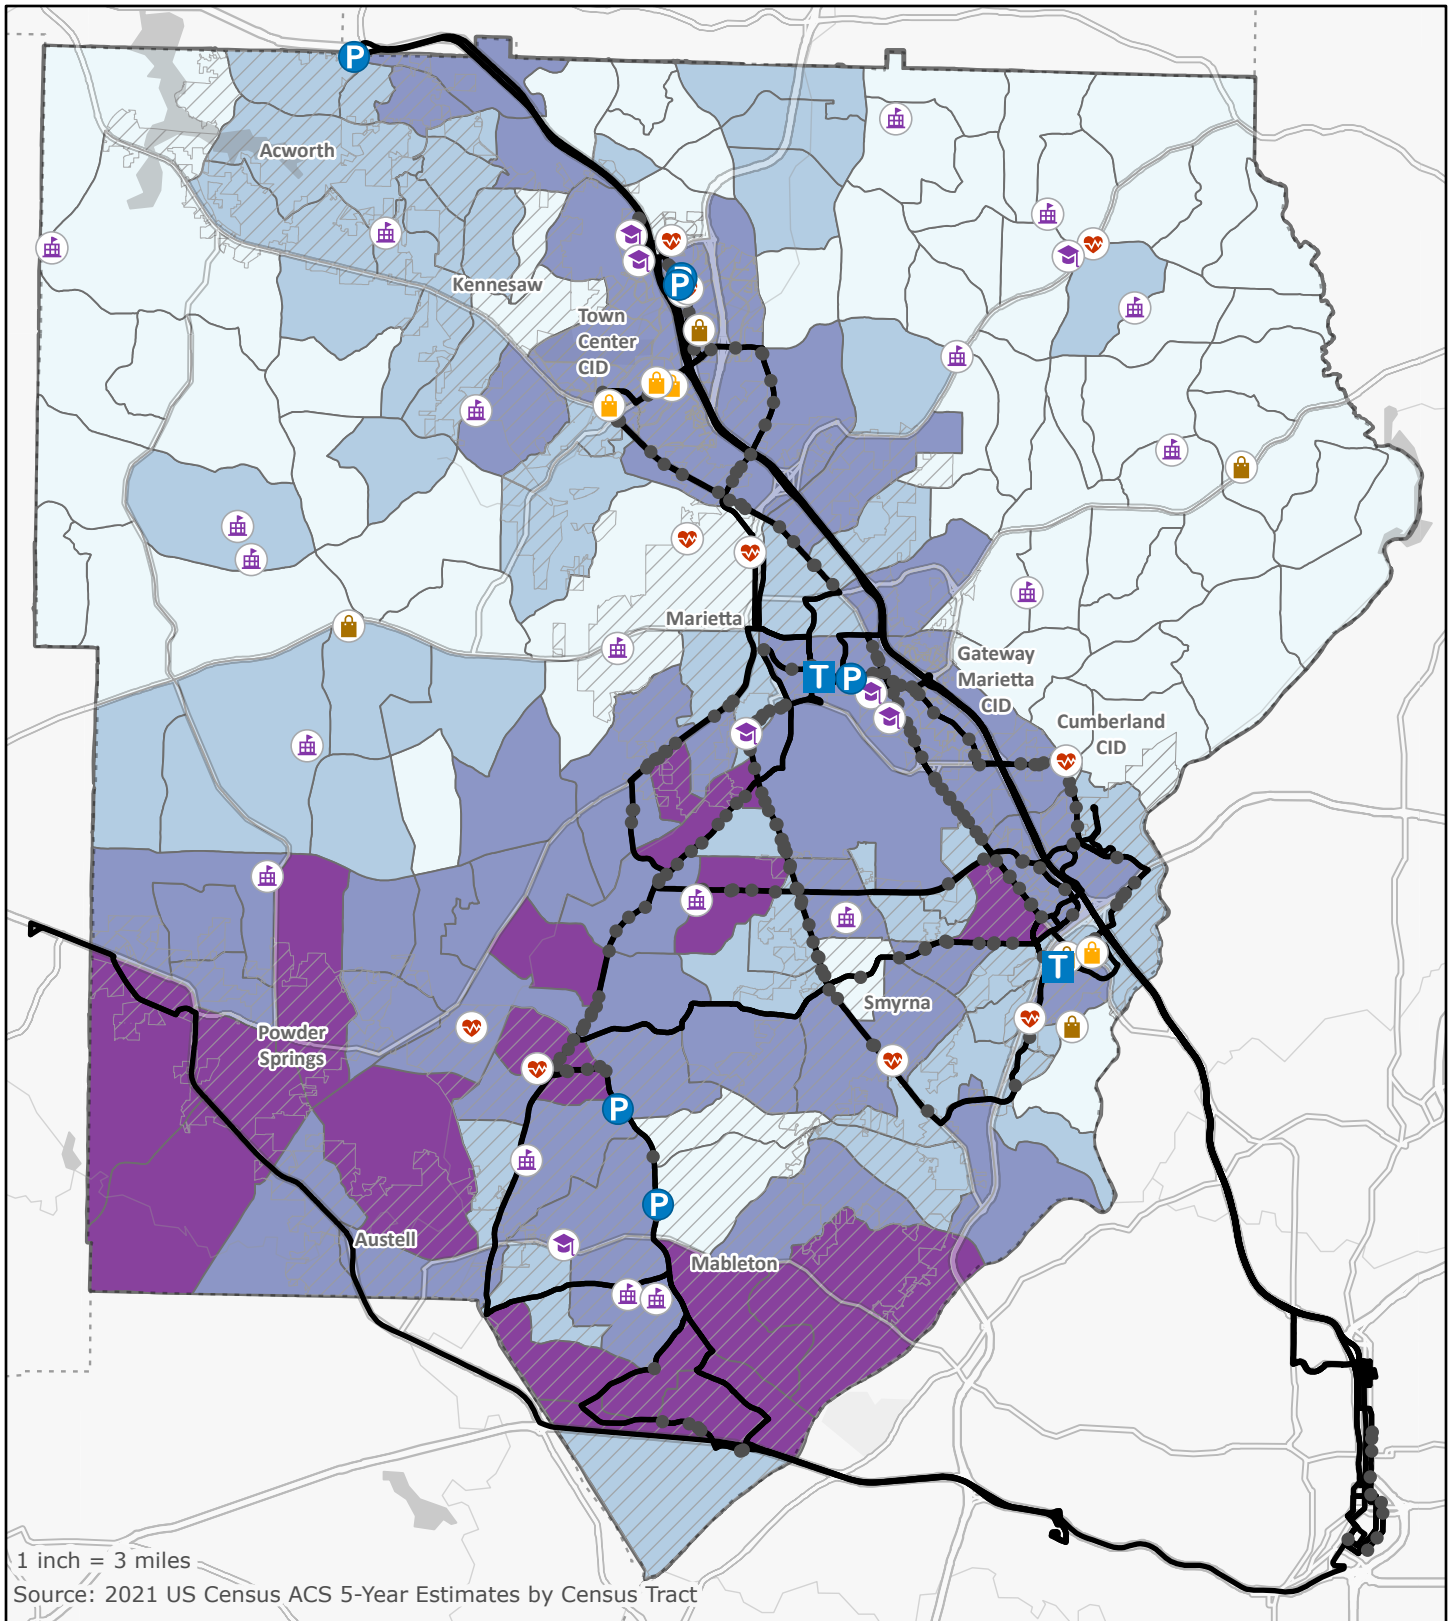 P
Acworth
Kennesaw
P
Town
Center
CID
Marietta
Gateway
Marietta
CID
T
P
Cumberland
CID
T
Smyrna
Powder
Springs
P
P
Austell
Mableton
1 inch = 3 miles
Source: 2021 US Census ACS 5-Year Estimates by Census Tract